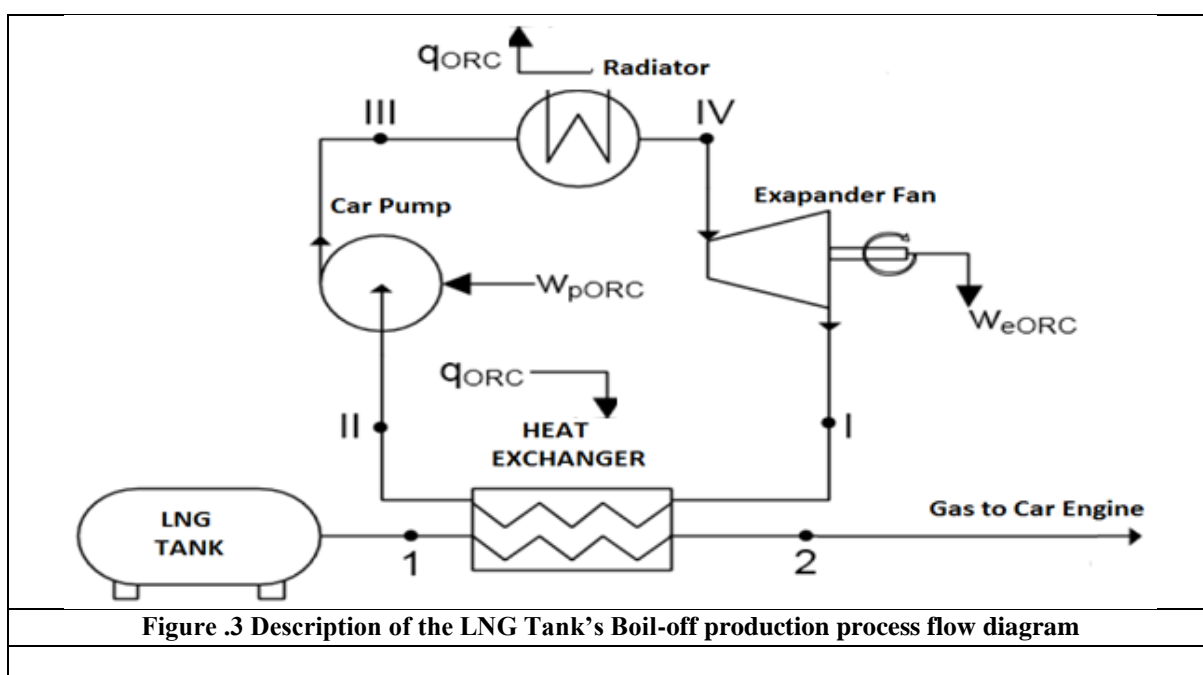 qORC
Radiator
III
IV
Exapander Fan
Car Pump
WpORC
WeORC
qORC
II
I
HEAT
EXCHANGER
LNG
TANK
Gas to Car Engine
1
2
Figure .3 Description of the LNG Tank’s Boil-off production process flow diagram